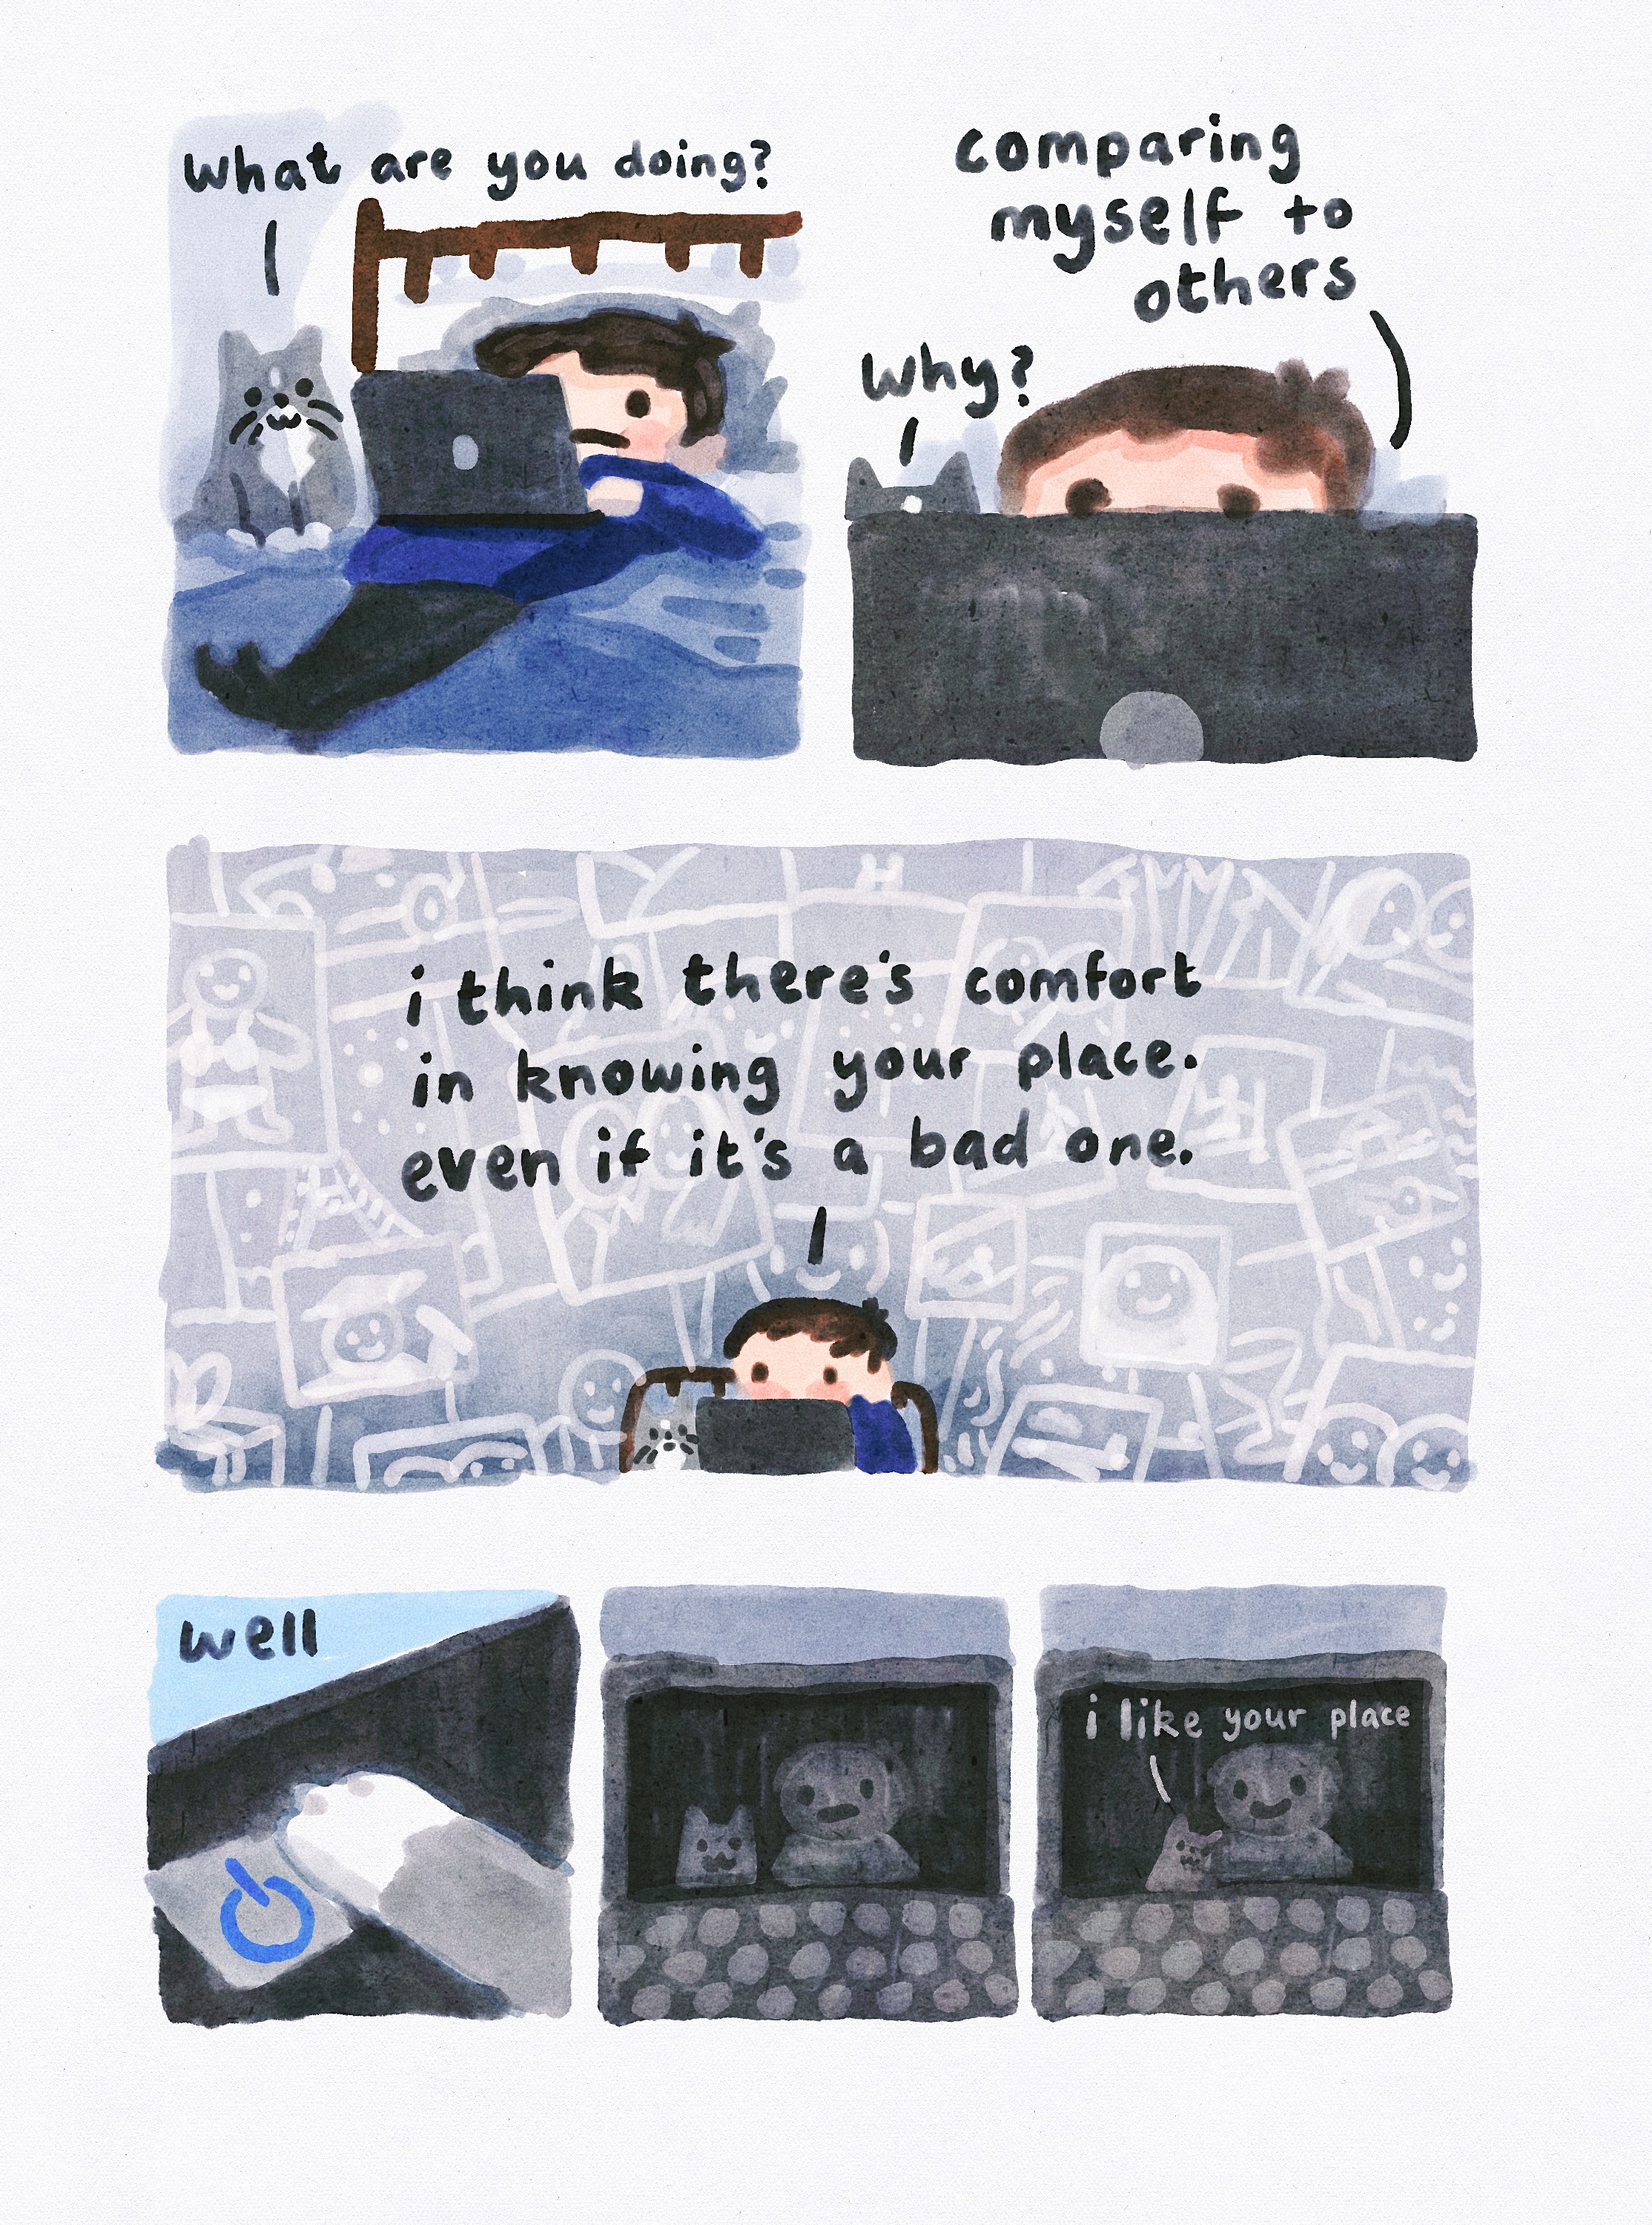 What are you doing?
comparing
myself to
others
Why?
i think there's comfort
in knowing your place.
even if it's a bad one.
well
i like your place